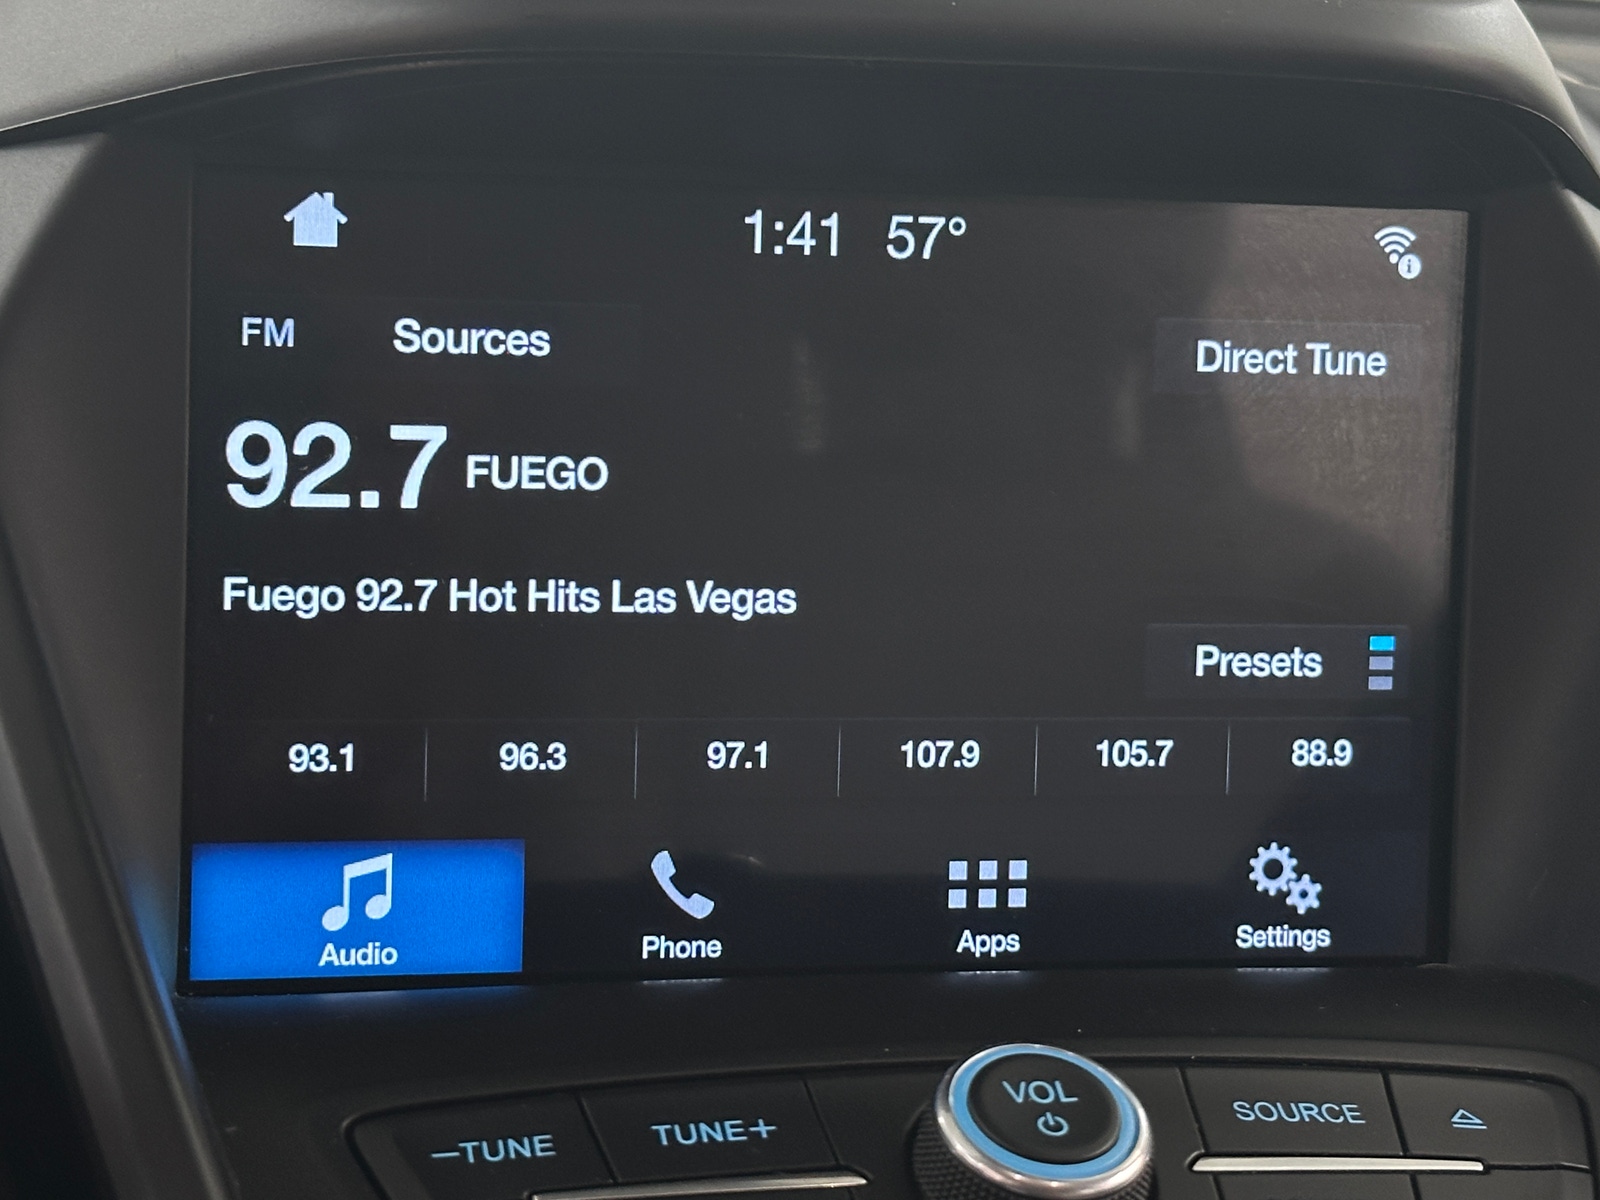 1:41 57°
FM Sources Direct Tune
92.7 FUEGO
Fuego 92.7 Hot Hits Las Vegas
Presets
93.1 96.3 97.1 107.9 105.7 88.9
Audio Phone Apps Settings
–TUNE TUNE+ VOL SOURCE